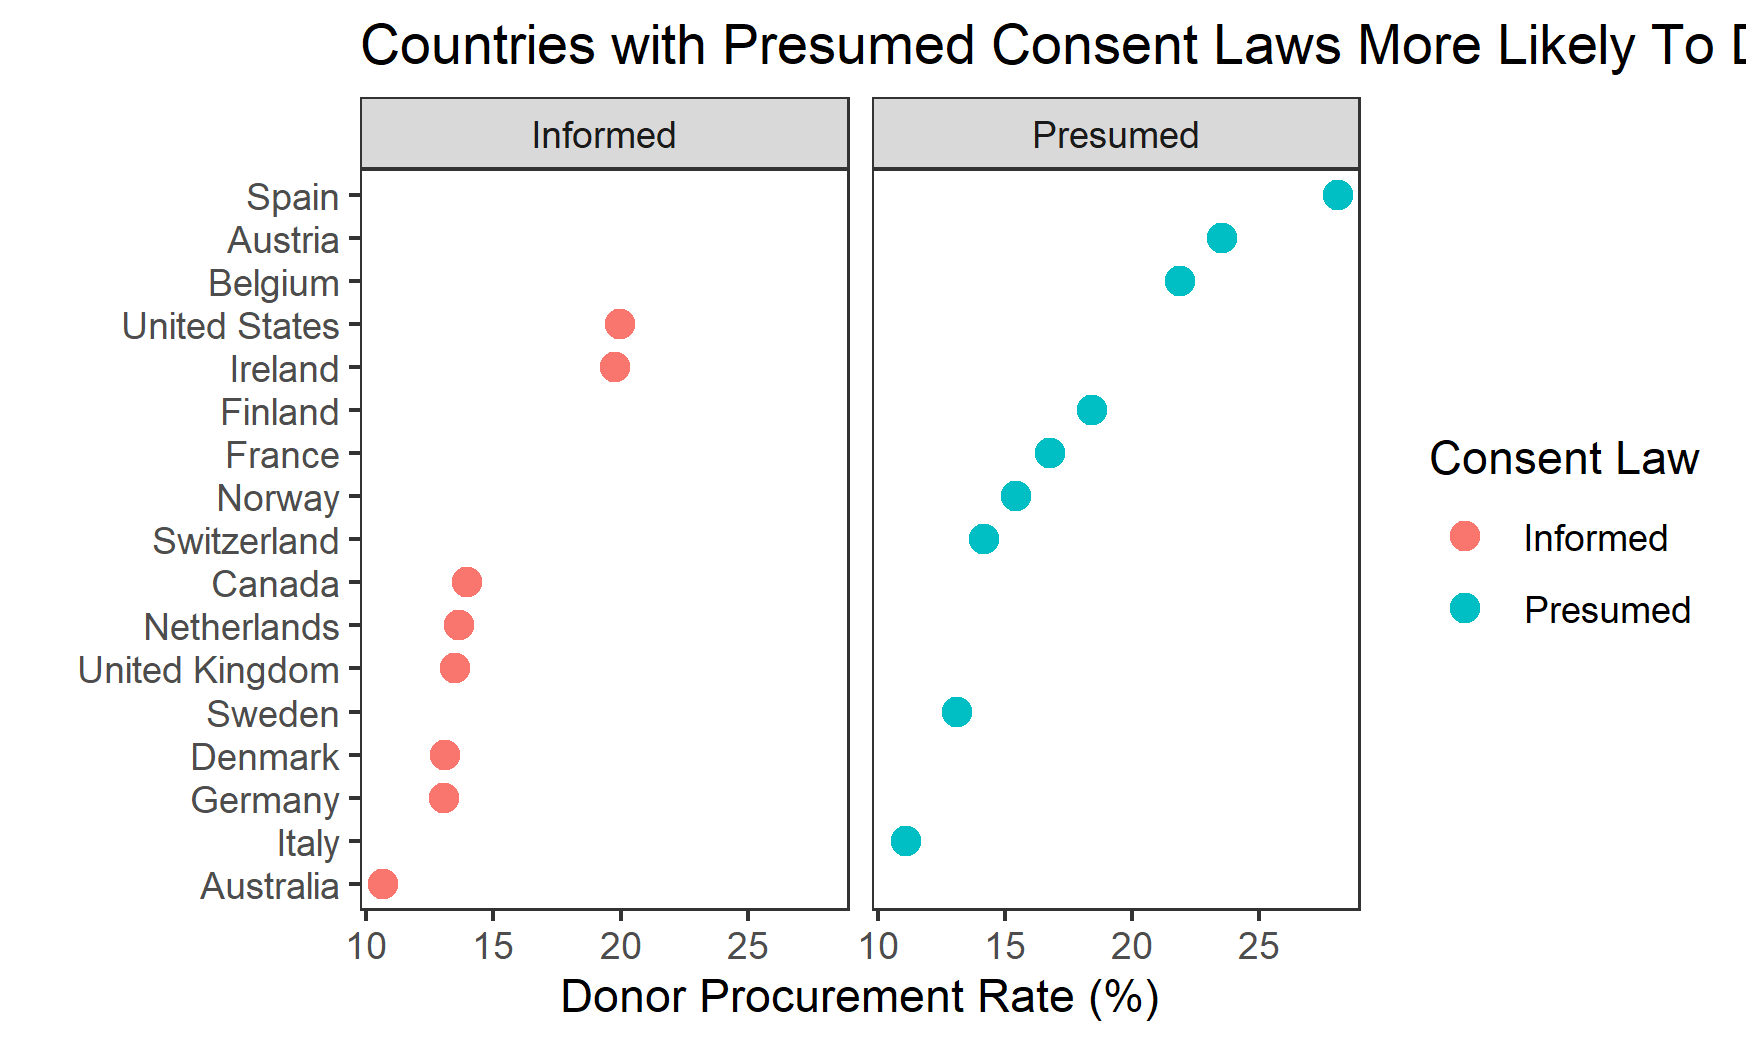 Countries with Presumed Consent Laws More Likely To D
Informed
Presumed
Spain
Austria
Belgium
United States
Ireland
Finland
France
Norway
Switzerland
Canada
Netherlands
United Kingdom
Sweden
Denmark
Germany
Italy
Australia
10 15 20 25 10 15 20 25
Donor Procurement Rate (%)
Consent Law
Informed
Presumed